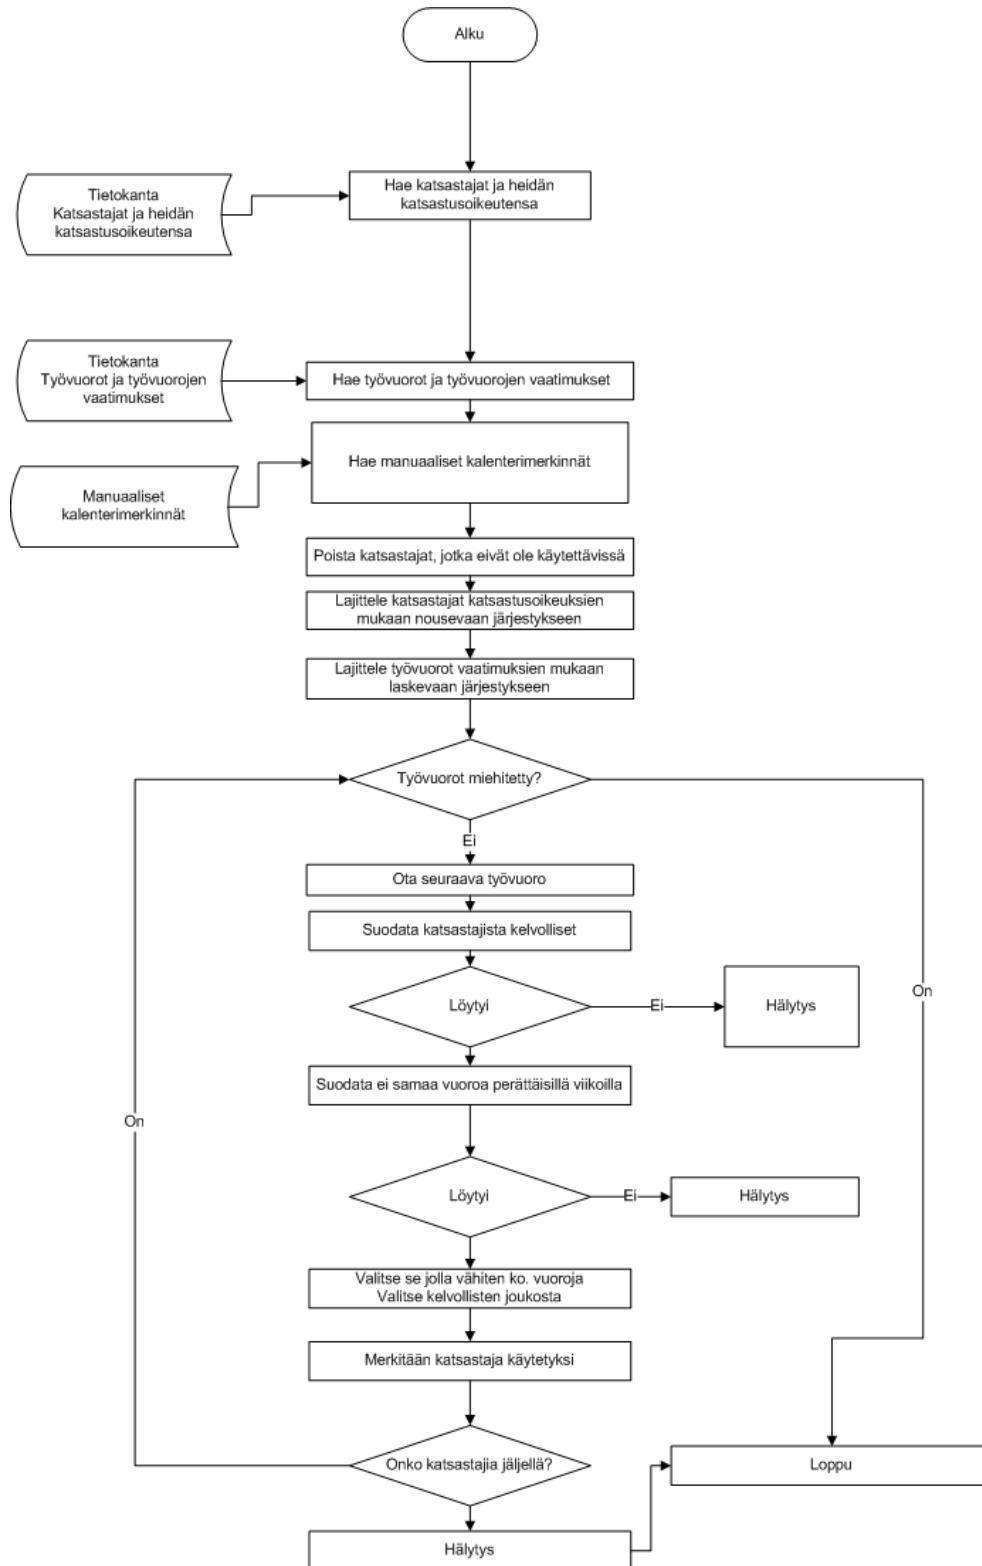 Alku
Hae katsastajat ja heidän
katsastusoikeutensa
Tietokanta
Katsastajat ja heidän
katsastusoikeutensa
Tietokanta
Työvuorot ja työvuorojen
vaatimukset
Hae työvuorot ja työvuorojen vaatimukset
Hae manuaaliset kalenterimerkinnät
Manuaaliset
kalenterimerkinnät
Poista katsastajat, jotka eivät ole käytettävissä
Lajittele katsastajat katsastusoikeuksien
mukaan nousevaan järjestykseen
Lajittele työvuorot vaatimuksien mukaan
laskevaan järjestykseen
Työvuorot miehitetty?
Ei
Ota seuraava työvuoro
Suodata katsastajista kelvolliset
Löytyi
Ei
Hälytys
On
Suodata ei samaa vuoroa perättäisillä viikoilla
On
Löytyi
Ei
Hälytys
Valitse se jolla vähiten ko. vuoroja
Valitse kelvollisten joukosta
Merkitään katsastaja käytetyksi
Onko katsastajia jäljellä?
Loppu
Hälytys